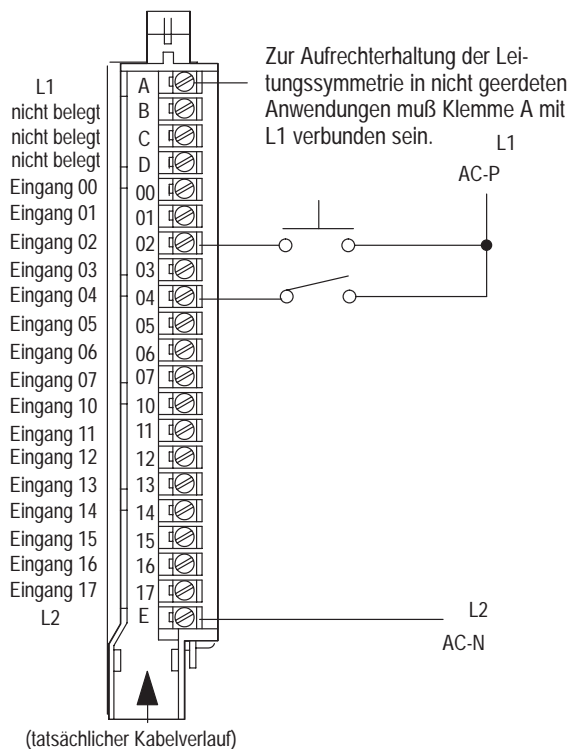 Zur Aufrechterhaltung der Lei-
tungssymmetrie in nicht geerdeten
Anwendungen muß Klemme A mit
L1 verbunden sein.
L1
AC-P
L1 A
nicht belegt B
nicht belegt C
nicht belegt D
Eingang 00 00
Eingang 01 01
Eingang 02 02
Eingang 03 03
Eingang 04 04
Eingang 05 05
Eingang 06 06
Eingang 07 07
Eingang 10 10
Eingang 11 11
Eingang 12 12
Eingang 13 13
Eingang 14 14
Eingang 15 15
Eingang 16 16
Eingang 17 17
L2 E
L2
AC-N
(tatsächlicher Kabelverlauf)